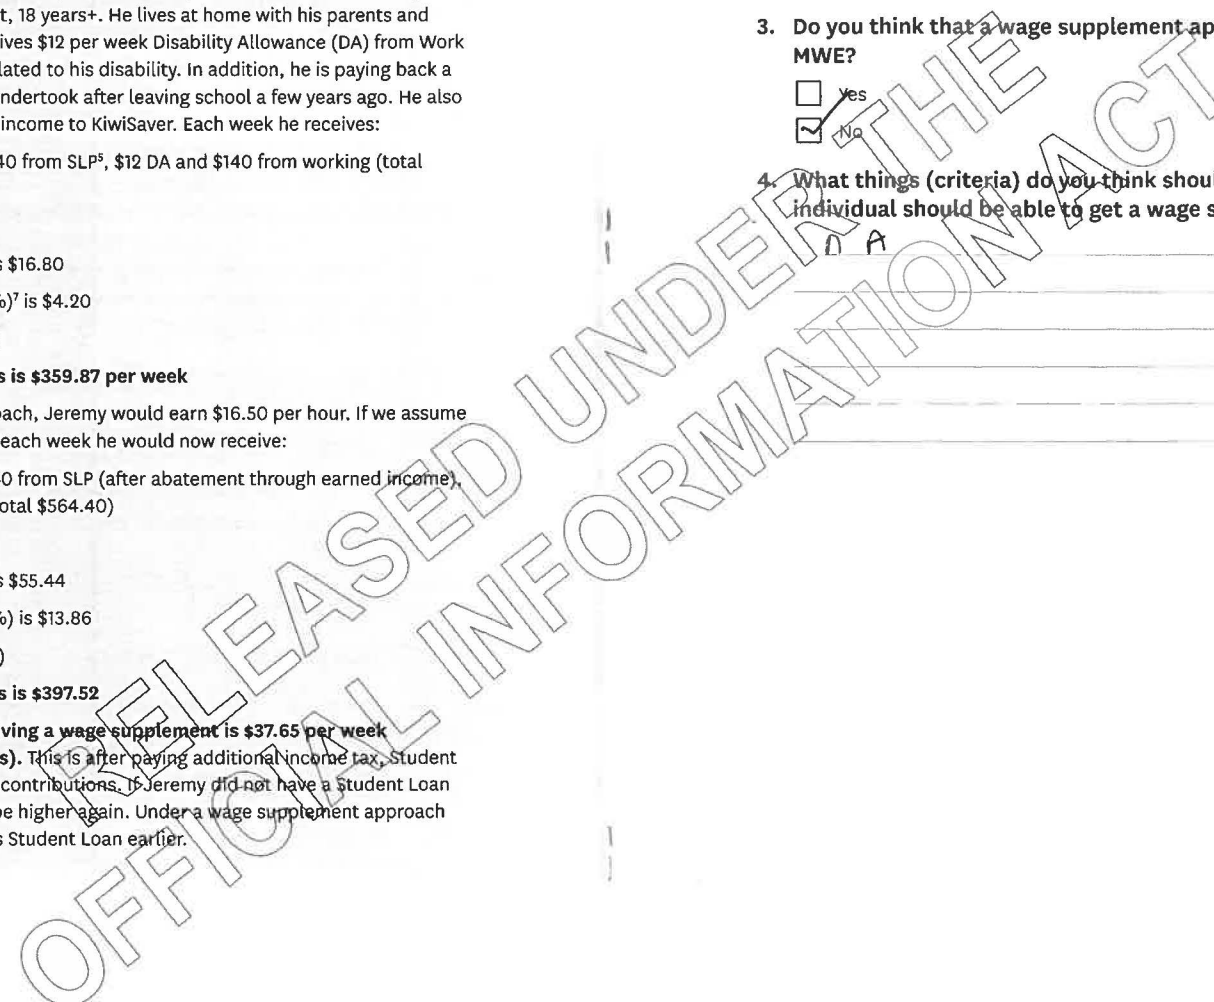 t, 18 years+. He lives at home with his parents and
ives $12 per week Disability Allowance (DA) from Work
lated to his disability. In addition, he is paying back a
ndertook after leaving school a few years ago. He also
income to KiwiSaver. Each week he receives:
40 from SLP⁵, $12 DA and $140 from working (total
s $16.80
%)⁷ is $4.20
s is $359.87 per week
oach, Jeremy would earn $16.50 per hour. If we assume
each week he would now receive:
0 from SLP (after abatement through earned income),
otal $564.40)
s $55.44
%) is $13.86
)
s is $397.52
ving a wage supplement is $37.65 per week
s). This is after paying additional income tax, Student
contributions. If Jeremy did not have a Student Loan
be higher again. Under a wage supplement approach
s Student Loan earlier.
3. Do you think that a wage supplement ap
MWE?
Yes
No
4. What things (criteria) do you think shoul
individual should be able to get a wage s
D A
RELEASED UNDER THE
OFFICIAL INFORMATION ACT